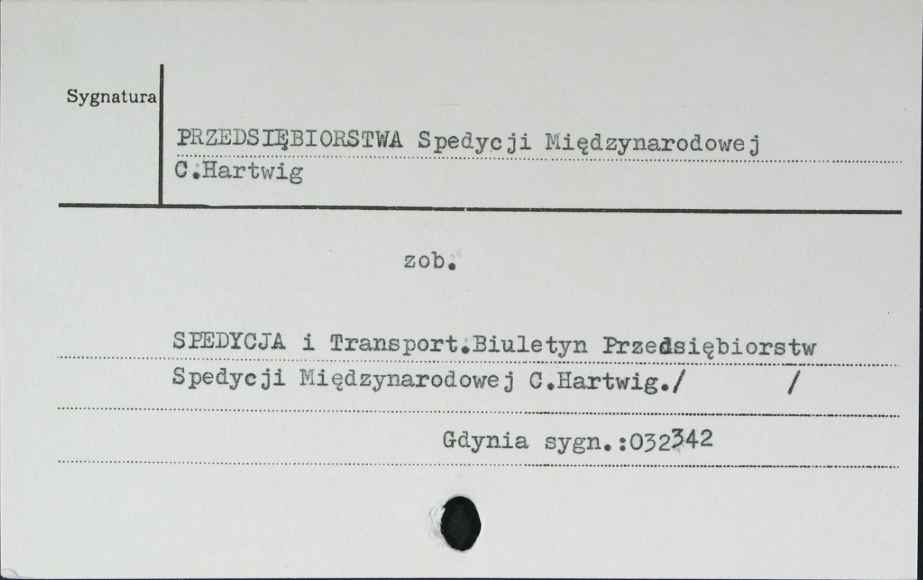 Sygnatura
PRZEDSIĘBIORSTWA Spedycji Międzynarodowej
C.Hartwig
zob.
SPEDYCJA i Transport.Biuletyn Przedsiębiorstw
Spedycji Międzynarodowej C.Hartwig./ /
Gdynia sygn.:032342